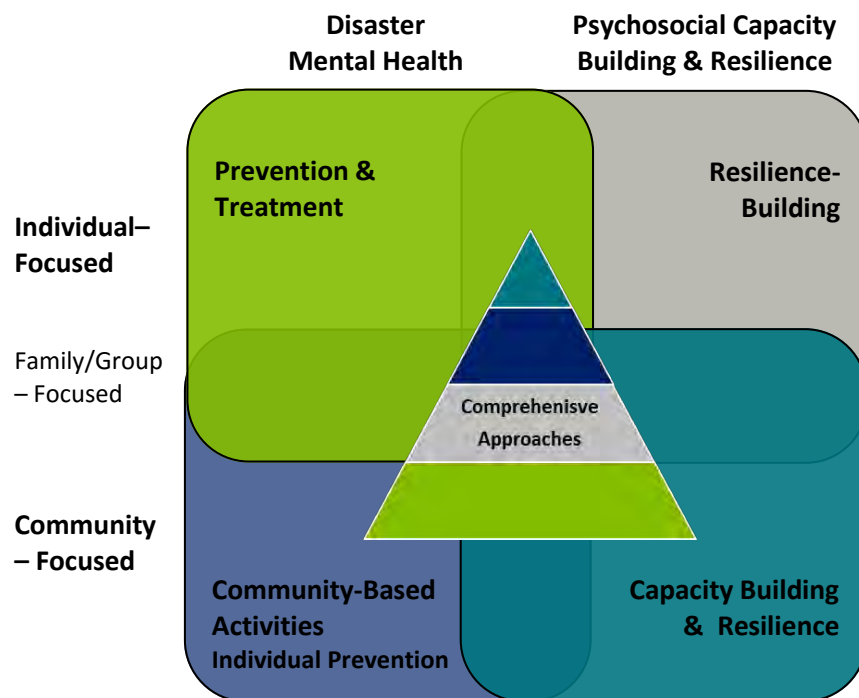 Disaster
Mental Health
Psychosocial Capacity
Building & Resilience
Prevention &
Treatment
Resilience-
Building
Individual–
Focused
Family/Group
– Focused
Comprehenisve
Approaches
Community
– Focused
Community-Based
Activities
Individual Prevention
Capacity Building
& Resilience